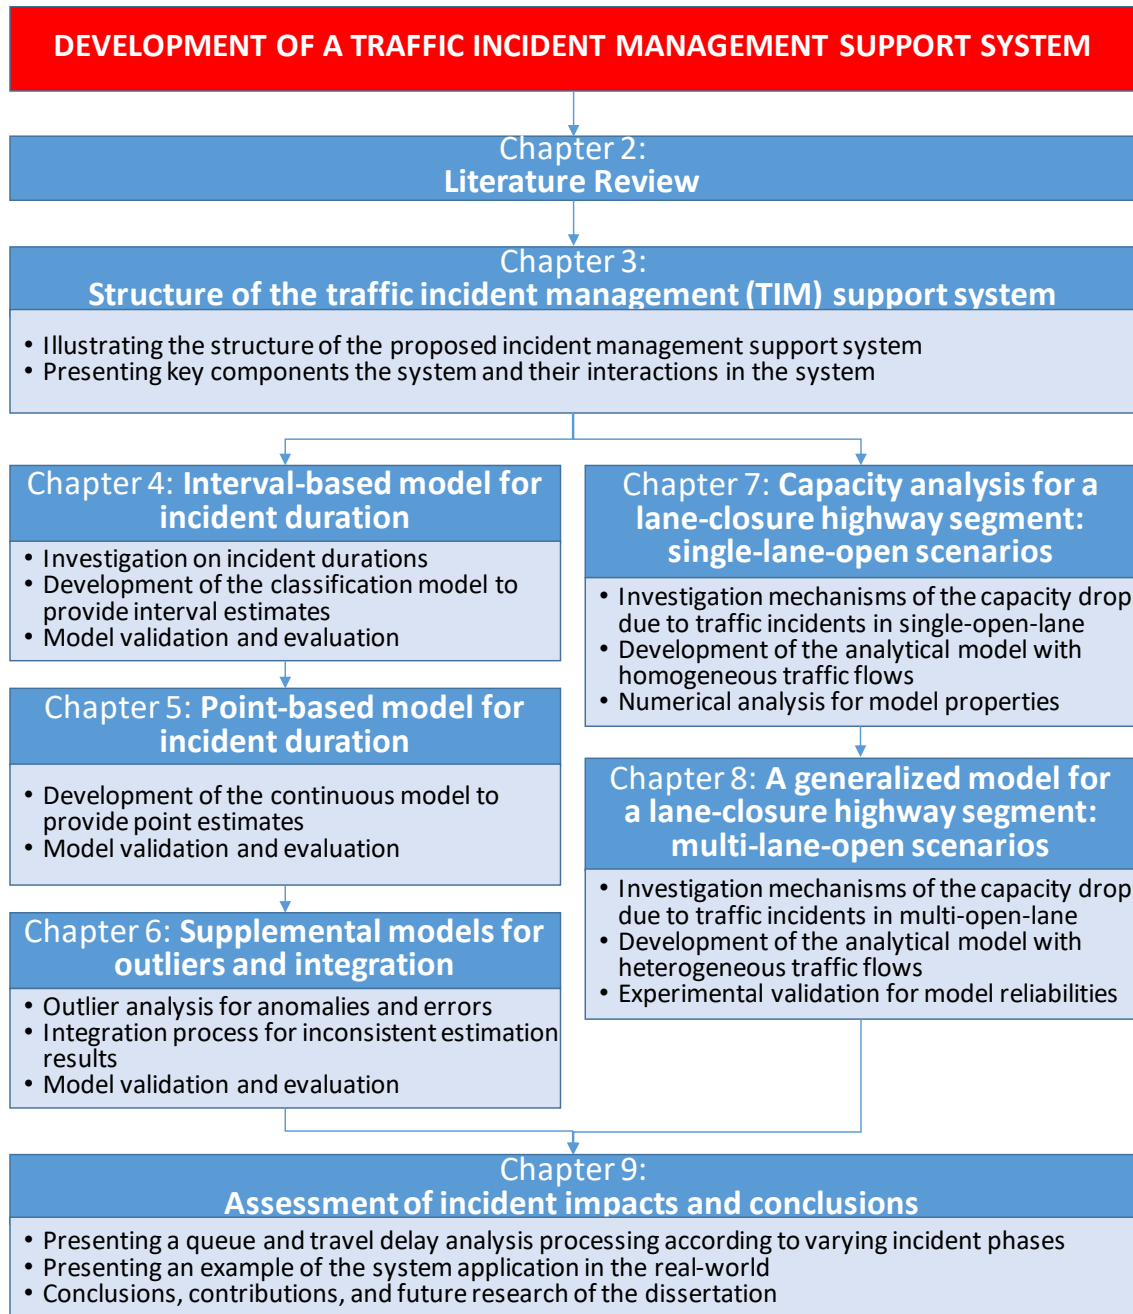 DEVELOPMENT OF A TRAFFIC INCIDENT MANAGEMENT SUPPORT SYSTEM
Chapter 2:
Literature Review
Chapter 3:
Structure of the traffic incident management (TIM) support system
• Illustrating the structure of the proposed incident management support system
• Presenting key components the system and their interactions in the system
Chapter 4: Interval-based model for
incident duration
• Investigation on incident durations
• Development of the classification model to
provide interval estimates
• Model validation and evaluation
Chapter 5: Point-based model for
incident duration
• Development of the continuous model to
provide point estimates
• Model validation and evaluation
Chapter 6: Supplemental models for
outliers and integration
• Outlier analysis for anomalies and errors
• Integration process for inconsistent estimation
results
• Model validation and evaluation
Chapter 7: Capacity analysis for a
lane-closure highway segment:
single-lane-open scenarios
• Investigation mechanisms of the capacity drop
due to traffic incidents in single-open-lane
• Development of the analytical model with
homogeneous traffic flows
• Numerical analysis for model properties
Chapter 8: A generalized model for
a lane-closure highway segment:
multi-lane-open scenarios
• Investigation mechanisms of the capacity drop
due to traffic incidents in multi-open-lane
• Development of the analytical model with
heterogeneous traffic flows
• Experimental validation for model reliabilities
Chapter 9:
Assessment of incident impacts and conclusions
• Presenting a queue and travel delay analysis processing according to varying incident phases
• Presenting an example of the system application in the real-world
• Conclusions, contributions, and future research of the dissertation